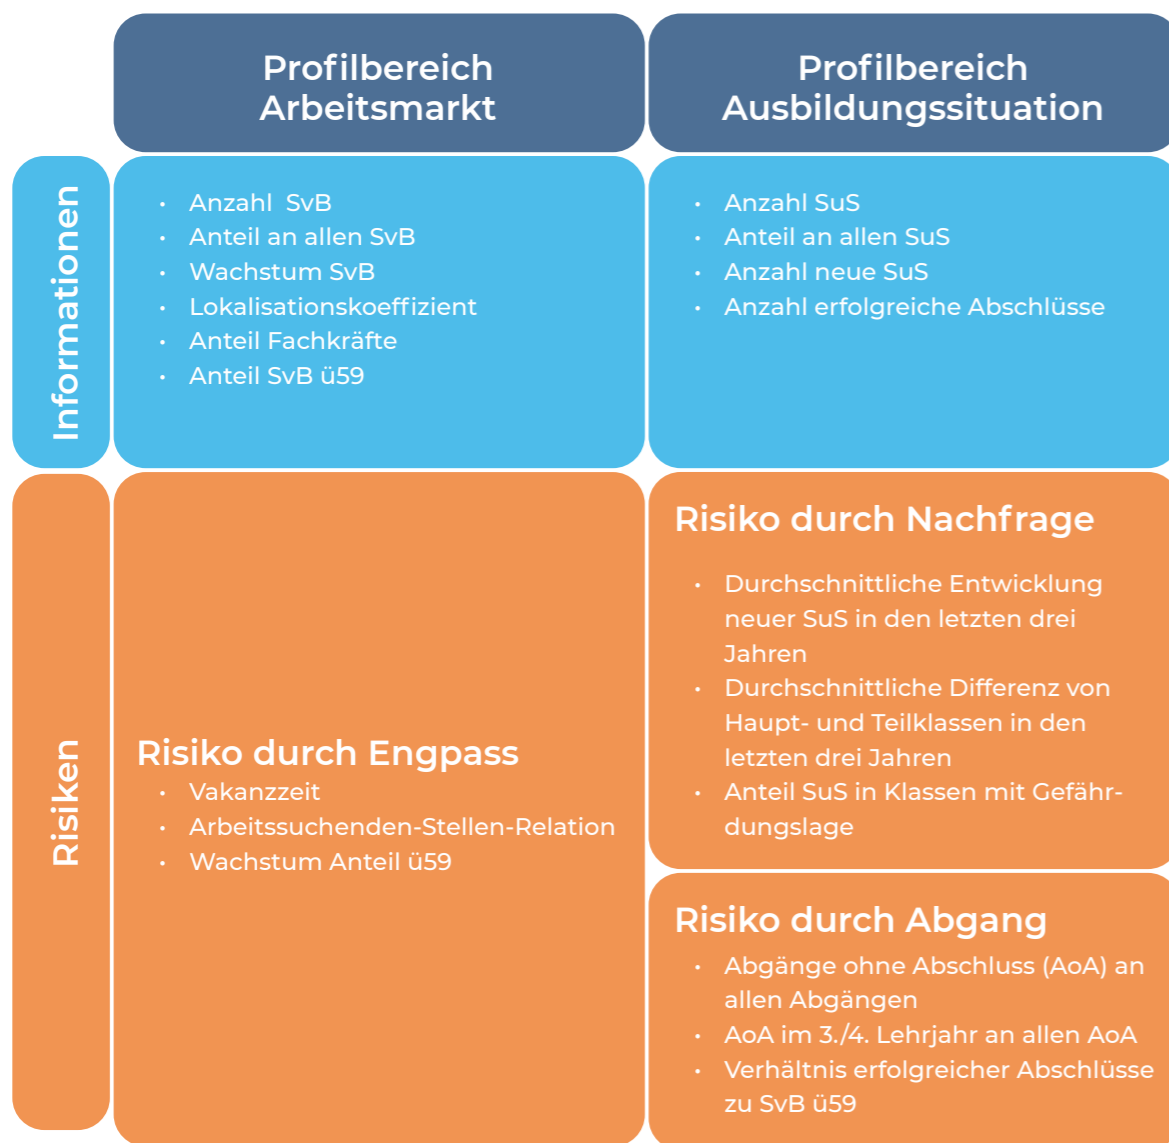 Profilbereich
Arbeitsmarkt
Profilbereich
Ausbildungssituation
Informationen
• Anzahl SvB
• Anteil an allen SvB
• Wachstum SvB
• Lokalisationskoeffizient
• Anteil Fachkräfte
• Anteil SvB ü59
• Anzahl SuS
• Anteil an allen SuS
• Anzahl neue SuS
• Anzahl erfolgreiche Abschlüsse
Risiken
Risiko durch Engpass
• Vakanzzeit
• Arbeitssuchenden-Stellen-Relation
• Wachstum Anteil ü59
Risiko durch Nachfrage
• Durchschnittliche Entwicklung
neuer SuS in den letzten drei
Jahren
• Durchschnittliche Differenz von
Haupt- und Teilklassen in den
letzten drei Jahren
• Anteil SuS in Klassen mit Gefähr-
dungslage
Risiko durch Abgang
• Abgänge ohne Abschluss (AoA) an
allen Abgängen
• AoA im 3./4. Lehrjahr an allen AoA
• Verhältnis erfolgreicher Abschlüsse
zu SvB ü59